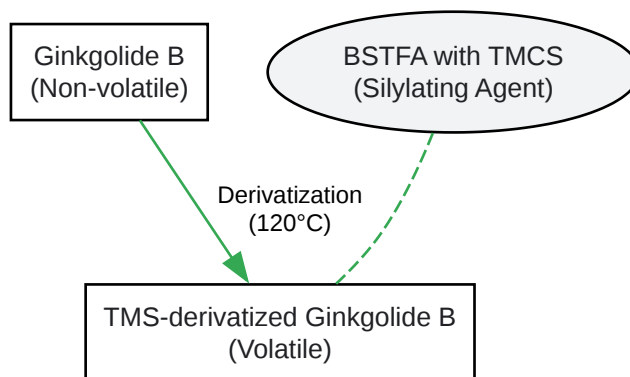 Ginkgolide B
(Non-volatile)
BSTFA with TMCS
(Silylating Agent)
Derivatization
(120°C)
TMS-derivatized Ginkgolide B
(Volatile)